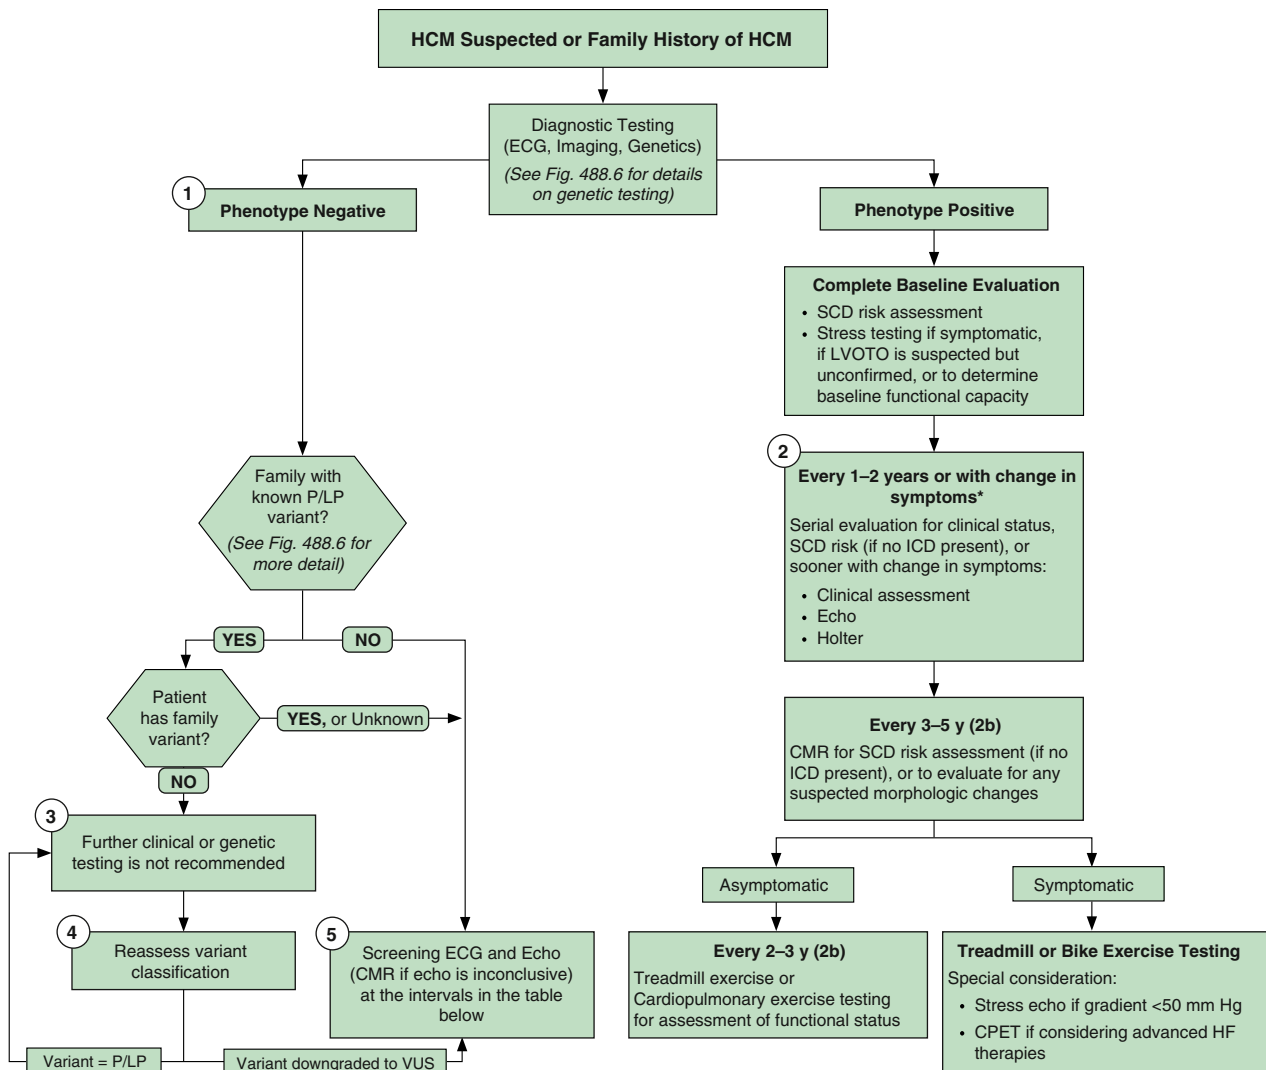 HCM Suspected or Family History of HCM
Diagnostic Testing
(ECG, Imaging, Genetics)
(See Fig. 488.6 for details
on genetic testing)
1
Phenotype Negative
Phenotype Positive
Complete Baseline Evaluation
• SCD risk assessment
• Stress testing if symptomatic,
if LVOTO is suspected but
unconfirmed, or to determine
baseline functional capacity
2
Every 1–2 years or with change in
symptoms*
Serial evaluation for clinical status,
SCD risk (if no ICD present), or
sooner with change in symptoms:
• Clinical assessment
• Echo
• Holter
Family with
known P/LP
variant?
(See Fig. 488.6 for
more detail)
YES
NO
Patient
has family
variant?
YES, or Unknown
NO
Every 3–5 y (2b)
CMR for SCD risk assessment (if no
ICD present), or to evaluate for any
suspected morphologic changes
3
Further clinical or genetic
testing is not recommended
Asymptomatic
Symptomatic
4
Reassess variant
classification
5
Screening ECG and Echo
(CMR if echo is inconclusive)
at the intervals in the table
below
Every 2–3 y (2b)
Treadmill exercise or
Cardiopulmonary exercise testing
for assessment of functional status
Treadmill or Bike Exercise Testing
Special consideration:
• Stress echo if gradient <50 mm Hg
• CPET if considering advanced HF
therapies
Variant = P/LP
Variant downgraded to VUS